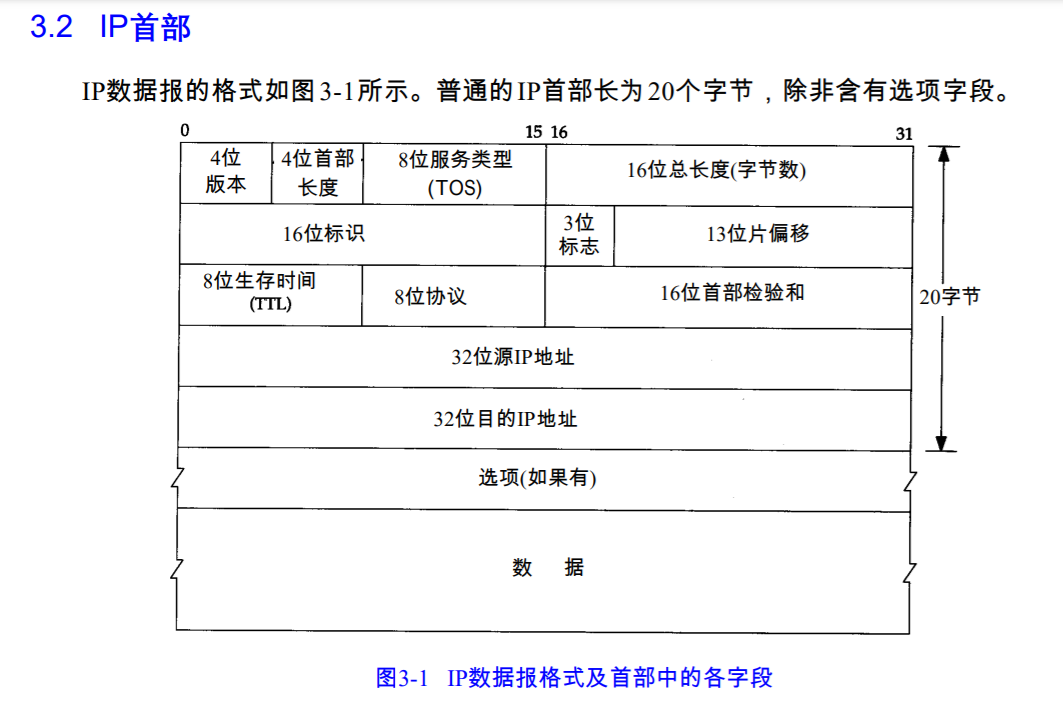 3.2 IP首部
IP数据报的格式如图3-1所示。普通的IP首部长为20个字节，除非含有选项字段。
0 15 16 31
4位 4位首部 8位服务类型 16位总长度(字节数)
版本 长度 (TOS)
16位标识 3位 13位片偏移
标志
8位生存时间 8位协议 16位首部检验和 20字节
(TTL)
32位源IP地址
32位目的IP地址
选项(如果有)
数 据
图3-1 IP数据报格式及首部中的各字段